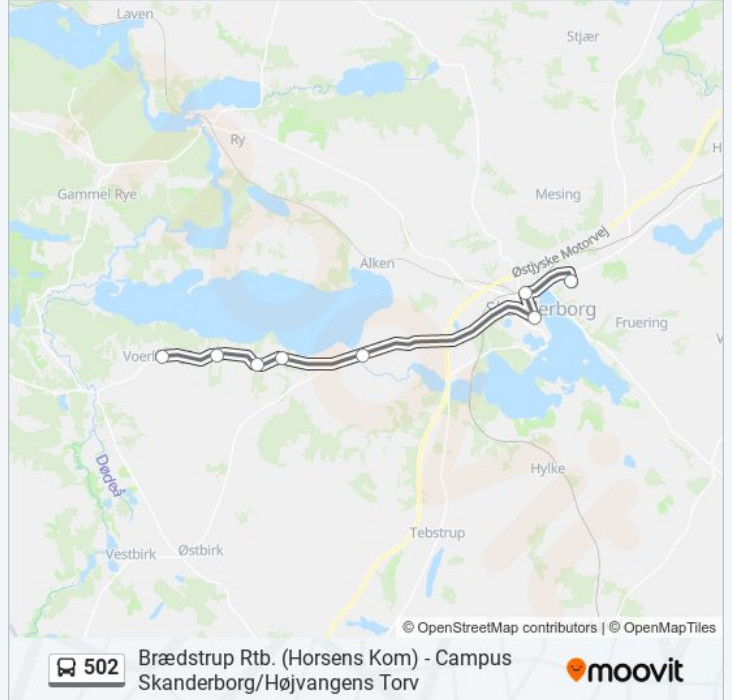 Laven
Stjær
Ry
H
Gammel Rye
Mesing
Østjyske Motorvej
Alken
Skanderborg
Fruering
Voerl
V
Dødeå
Hylke
Tebstrup
Vestbirk
Østbirk
© OpenStreetMap contributors | © OpenMapTiles
502
Brædstrup Rtb. (Horsens Kom) - Campus
Skanderborg/Højvangens Torv
moovit